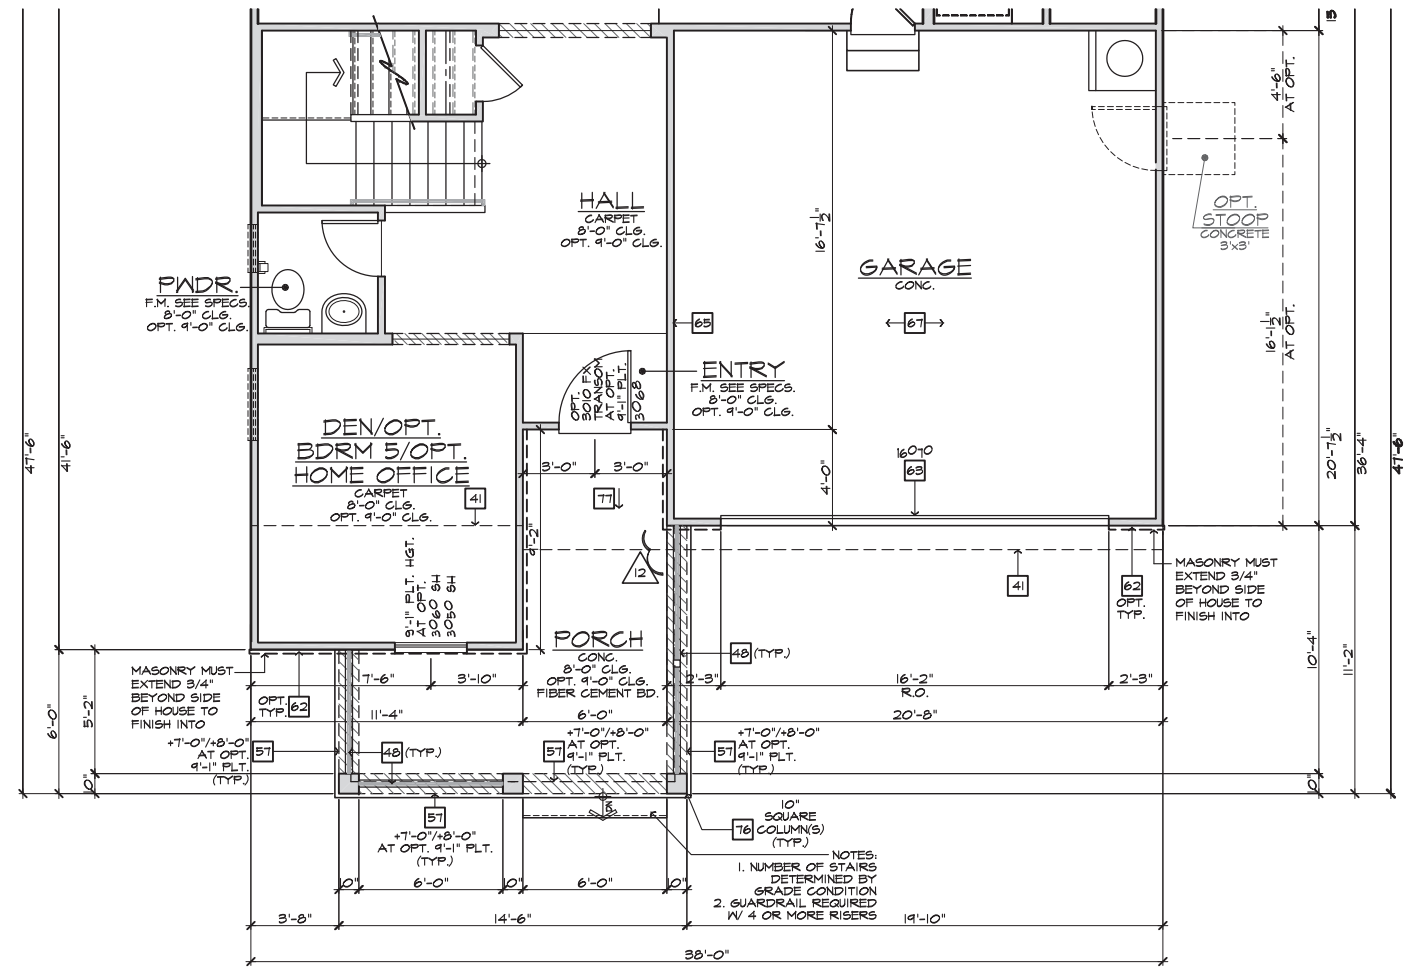 4'-6"
AT OPT.
HALL
CARPET
8'-0" CLG.
OPT. 9'-0" CLG.
16'-7½"
OPT.
STOOP
CONCRETE
3'x3'
GARAGE
CONC.
PWDR.
F.M. SEE SPECS.
8'-0" CLG.
OPT. 9'-0" CLG.
65
67
16'-1½"
AT OPT.
ENTRY
F.M. SEE SPECS.
8'-0" CLG.
OPT. 9'-0" CLG.
OPT.
3010 FX
TRANSOM
AT OPT.
9'-1" PLT.
3068
DEN/OPT.
BDRM 5/OPT.
HOME OFFICE
CARPET
8'-0" CLG.
OPT. 9'-0" CLG.
41
47'-6"
41'-6"
3'-0"
3'-0"
77
16070
63
4'-0"
20'-7½"
36'-4"
47'-6"
9'-2"
12
9'-1" PLT. HGT.
AT OPT.
3060 SH
3050 SH
41
62
OPT.
TYP.
MASONRY MUST
EXTEND 3/4"
BEYOND SIDE
OF HOUSE TO
FINISH INTO
PORCH
CONC.
8'-0" CLG.
OPT. 9'-0" CLG.
FIBER CEMENT BD.
48 (TYP.)
10'-4"
11'-2"
MASONRY MUST
EXTEND 3/4"
BEYOND SIDE
OF HOUSE TO
FINISH INTO
OPT.
TYP.
62
7'-6"
3'-10"
2'-3"
16'-2"
R.O.
2'-3"
6'-0"
5'-2"
11'-4"
6'-0"
20'-8"
+7'-0"/+8'-0"
AT OPT.
9'-1" PLT.
(TYP.)
57
48 (TYP.)
57
+7'-0"/+8'-0"
AT OPT.
9'-1" PLT.
(TYP.)
57
+7'-0"/+8'-0"
AT OPT.
9'-1" PLT.
(TYP.)
10"
10"
DN
57
+7'-0"/+8'-0"
AT OPT. 9'-1" PLT.
(TYP.)
76
10"
SQUARE
COLUMN(S)
(TYP.)
NOTES:
1. NUMBER OF STAIRS
DETERMINED BY
GRADE CONDITION
2. GUARDRAIL REQUIRED
W/ 4 OR MORE RISERS
10"
6'-0"
10"
6'-0"
10"
3'-8"
14'-6"
19'-10"
38'-0"